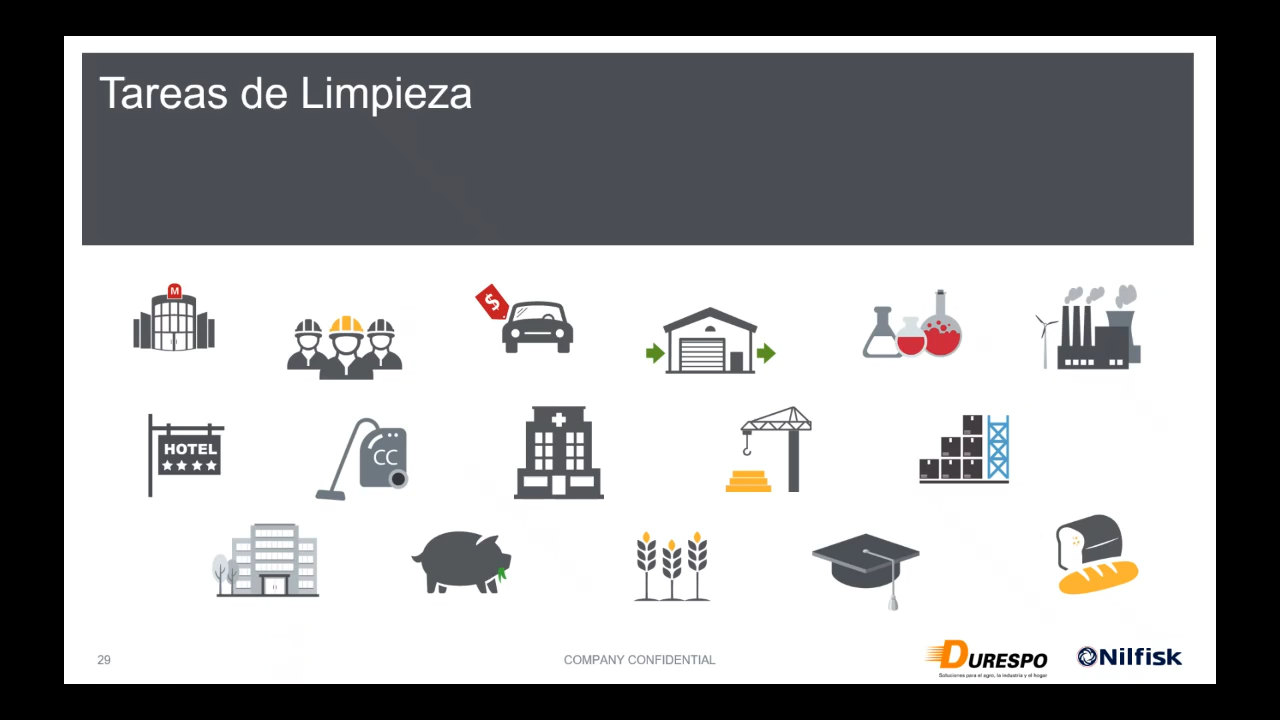 Tareas de Limpieza
M
$
HOTEL
CC
29
COMPANY CONFIDENTIAL
DURESPO
Soluciones para el agro, la industria y el hogar
Nilfisk